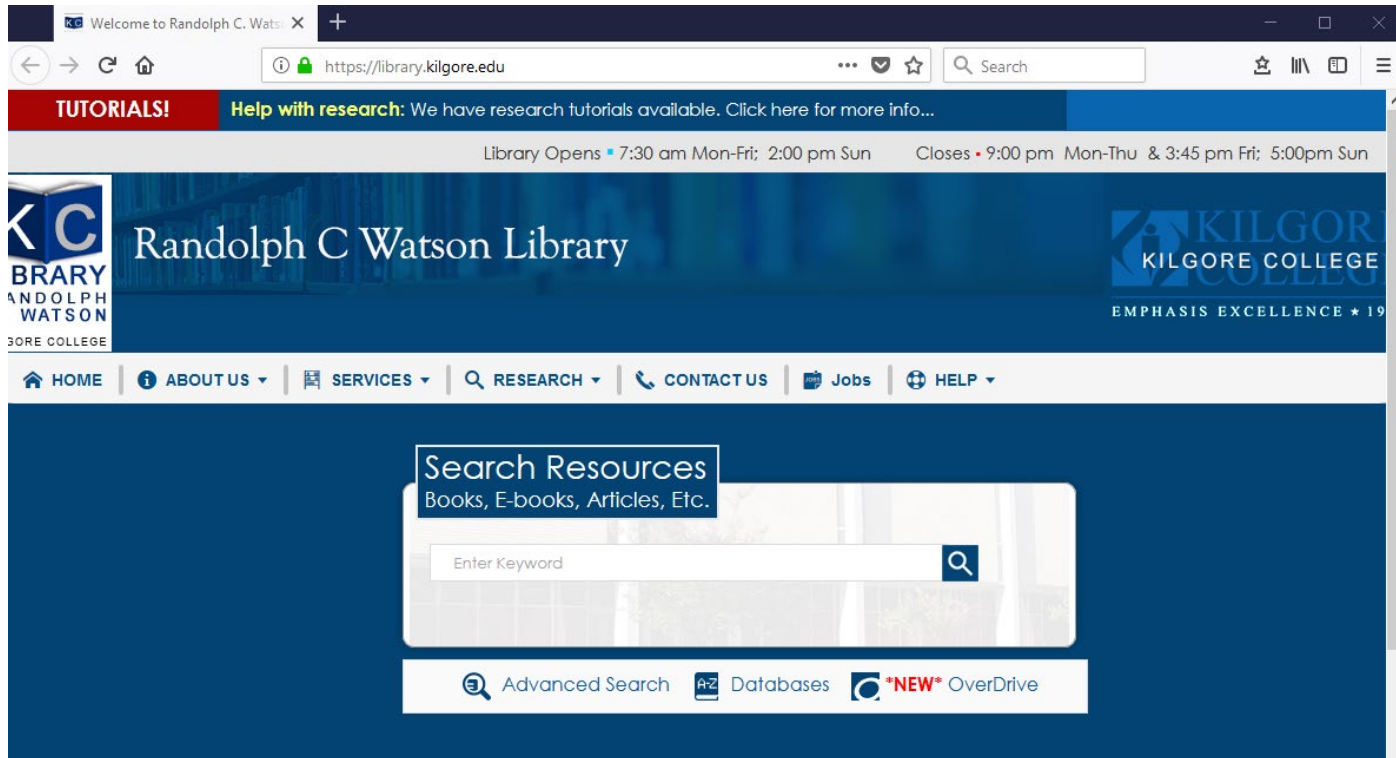 Welcome to Randolph C. Wats
https://library.kilgore.edu
Search
TUTORIALS!
Help with research: We have research tutorials available. Click here for more info...
Library Opens ▪ 7:30 am Mon-Fri; 2:00 pm Sun Closes • 9:00 pm Mon-Thu & 3:45 pm Fri; 5:00pm Sun
KC
BRARY
ANDOLPH
WATSON
GORE COLLEGE
Randolph C Watson Library
KILGOR
KILGORE COLLEGE
COLLEG
EMPHASIS EXCELLENCE ★ 19
HOME
ABOUT US
SERVICES
RESEARCH
CONTACT US
Jobs
HELP
Search Resources
Books, E-books, Articles, Etc.
Enter Keyword
Advanced Search
A-Z
Databases
*NEW* OverDrive